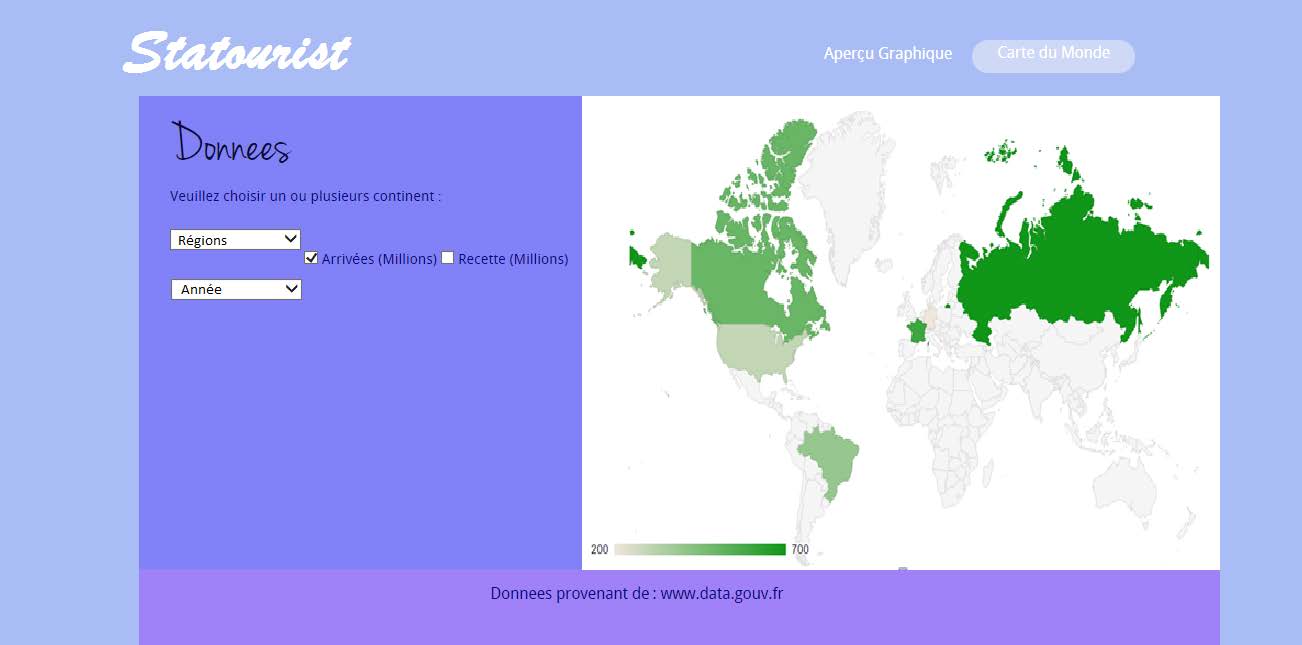 Statourist
Aperçu Graphique
Carte du Monde
Donnees
Veuillez choisir un ou plusieurs continent :
Régions
Arrivées (Millions) Recette (Millions)
Année
200 700
Donnees provenant de : www.data.gouv.fr